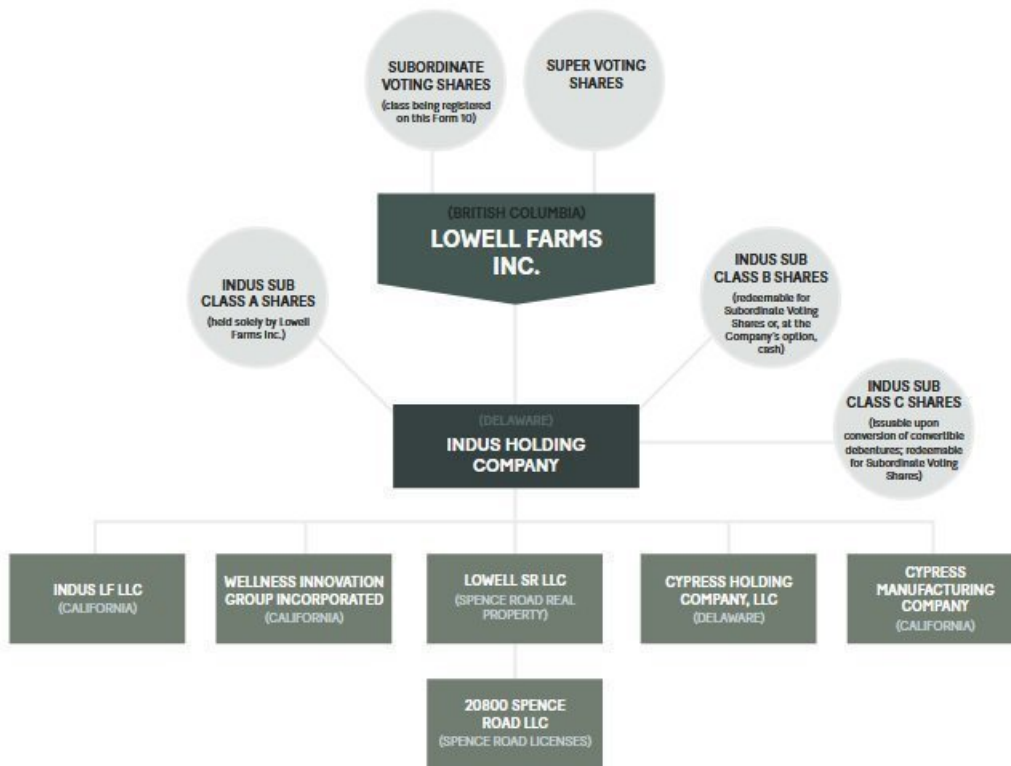 SUBORDINATE
VOTING SHARES
(class being registered
on this Form 10)
SUPER VOTING
SHARES
(BRITISH COLUMBIA)
LOWELL FARMS
INC.
INDUS SUB
CLASS A SHARES
(held solely by Lowell
Farms Inc.)
INDUS SUB
CLASS B SHARES
(redeemable for
Subordinate Voting
Shares or, at the
Company's option,
cash)
INDUS SUB
CLASS C SHARES
(Issuable upon
conversion of convertible
debentures; redeemable
for Subordinate Voting
Shares)
(DELAWARE)
INDUS HOLDING
COMPANY
INDUS LF LLC
(CALIFORNIA)
WELLNESS INNOVATION
GROUP INCORPORATED
(CALIFORNIA)
LOWELL SR LLC
(SPENCE ROAD REAL
PROPERTY)
CYPRESS HOLDING
COMPANY, LLC
(DELAWARE)
CYPRESS
MANUFACTURING
COMPANY
(CALIFORNIA)
20800 SPENCE
ROAD LLC
(SPENCE ROAD LICENSES)